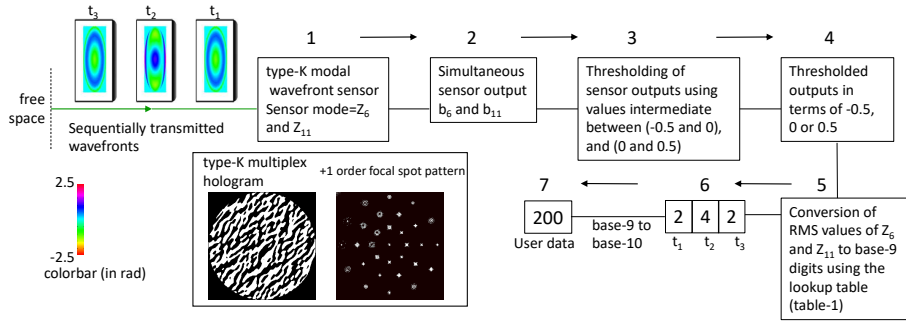 t3
t2
t1
1
2
3
4
free
space
Sequentially transmitted
wavefronts
type-K modal
wavefront sensor
Sensor mode=Z6
and Z11
Simultaneous
sensor output
b6 and b11
Thresholding of
sensor outputs using
values intermediate
between (-0.5 and 0),
and (0 and 0.5)
Thresholded
outputs in
terms of -0.5,
0 or 0.5
2.5
-2.5
colorbar (in rad)
type-K multiplex
hologram
+1 order focal spot pattern
7
6
5
200
User data
base-9 to
base-10
2 4 2
t1 t2 t3
Conversion of
RMS values of Z6
and Z11 to base-9
digits using the
lookup table
(table-1)